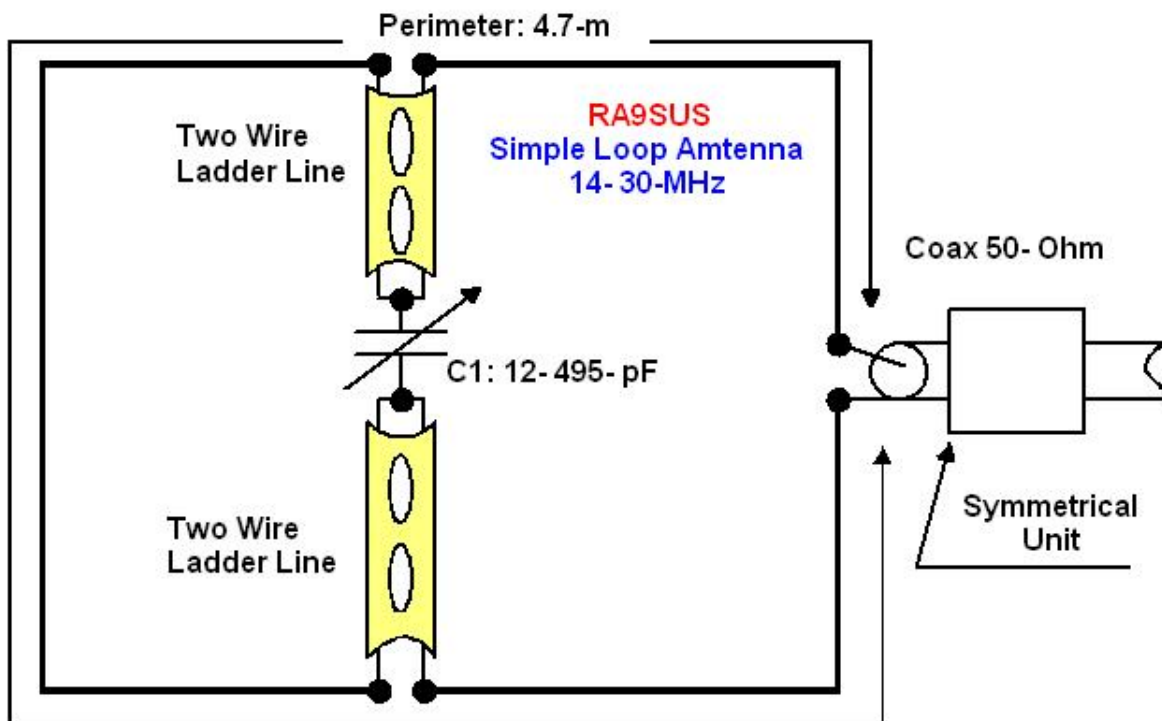 Perimeter: 4.7-m
RA9SUS
Simple Loop Amtenna
14- 30-MHz
Two Wire
Ladder Line
Coax 50- Ohm
C1: 12- 495- pF
Two Wire
Ladder Line
Symmetrical
Unit